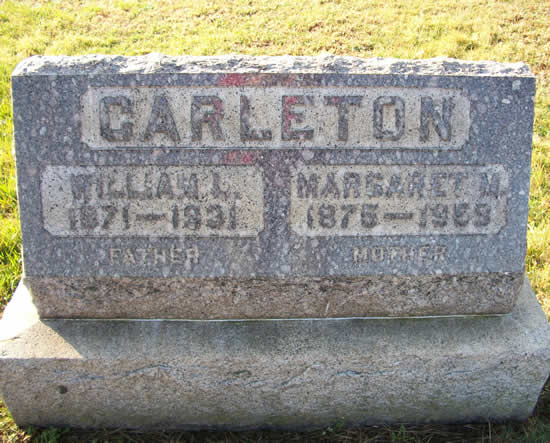 CARLETON
WILLIAM L. MARGARET M.
1871—1931 1875—1959
FATHER MOTHER